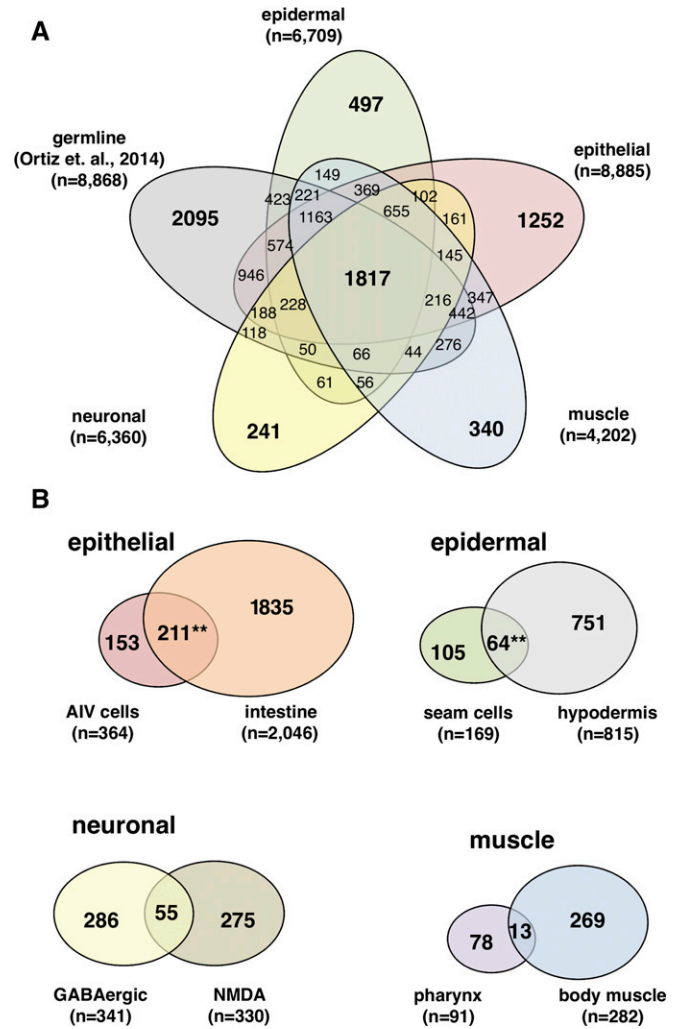 A
epidermal
(n=6,709)
germline
(Ortiz et. al., 2014)
(n=8,868)
epithelial
(n=8,885)
497
149
369
102
423
221
2095
1163
655
161
1252
574
145
946
1817
228
216
347
188
442
118
50
66
44
276
61
56
neuronal
(n=6,360)
241
340
muscle
(n=4,202)
B
epithelial
153
211**
1835
AIV cells
(n=364)
intestine
(n=2,046)
epidermal
105
64**
751
seam cells
(n=169)
hypodermis
(n=815)
neuronal
286
55
275
GABAergic
(n=341)
NMDA
(n=330)
muscle
78
13
269
pharynx
(n=91)
body muscle
(n=282)